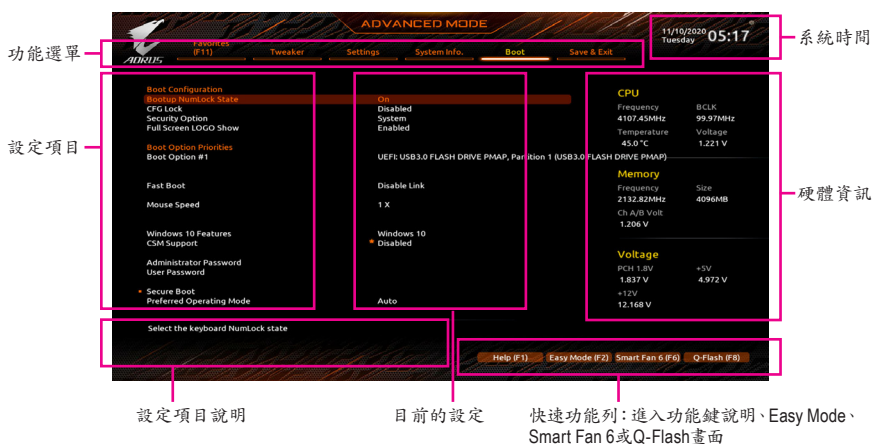 ADVANCED MODE
11/10/2020
Tuesday 05:17
系統時間
功能選單
AORUS
Favorites
(F11)
Tweaker
Settings
System Info.
Boot
Save & Exit
設定項目
Boot Configuration
Bootup NumLock State On
CFG Lock Disabled
Security Option System
Full Screen LOGO Show Enabled
Boot Option Priorities
Boot Option #1 UEFI: USB3.0 FLASH DRIVE PMAP, Partition 1 (USB3.0 FLASH DRIVE PMAP)
Fast Boot Disable Link
Mouse Speed 1 X
Windows 10 Features Windows 10
CSM Support Disabled
Administrator Password
User Password
Secure Boot
Preferred Operating Mode Auto
CPU
Frequency BCLK
4107.45MHz 99.97MHz
Temperature Voltage
45.0 °C 1.221 V
Memory
Frequency Size
2132.82MHz 4096MB
Ch A/B Volt
1.206 V
Voltage
PCH 1.8V +5V
1.837 V 4.972 V
+12V
12.168 V
硬體資訊
Select the keyboard NumLock state
Help (F1) Easy Mode (F2) Smart Fan 6 (F6) Q-Flash (F8)
設定項目說明
目前的設定
快速功能列：進入功能鍵說明、Easy Mode、
Smart Fan 6或Q-Flash畫面